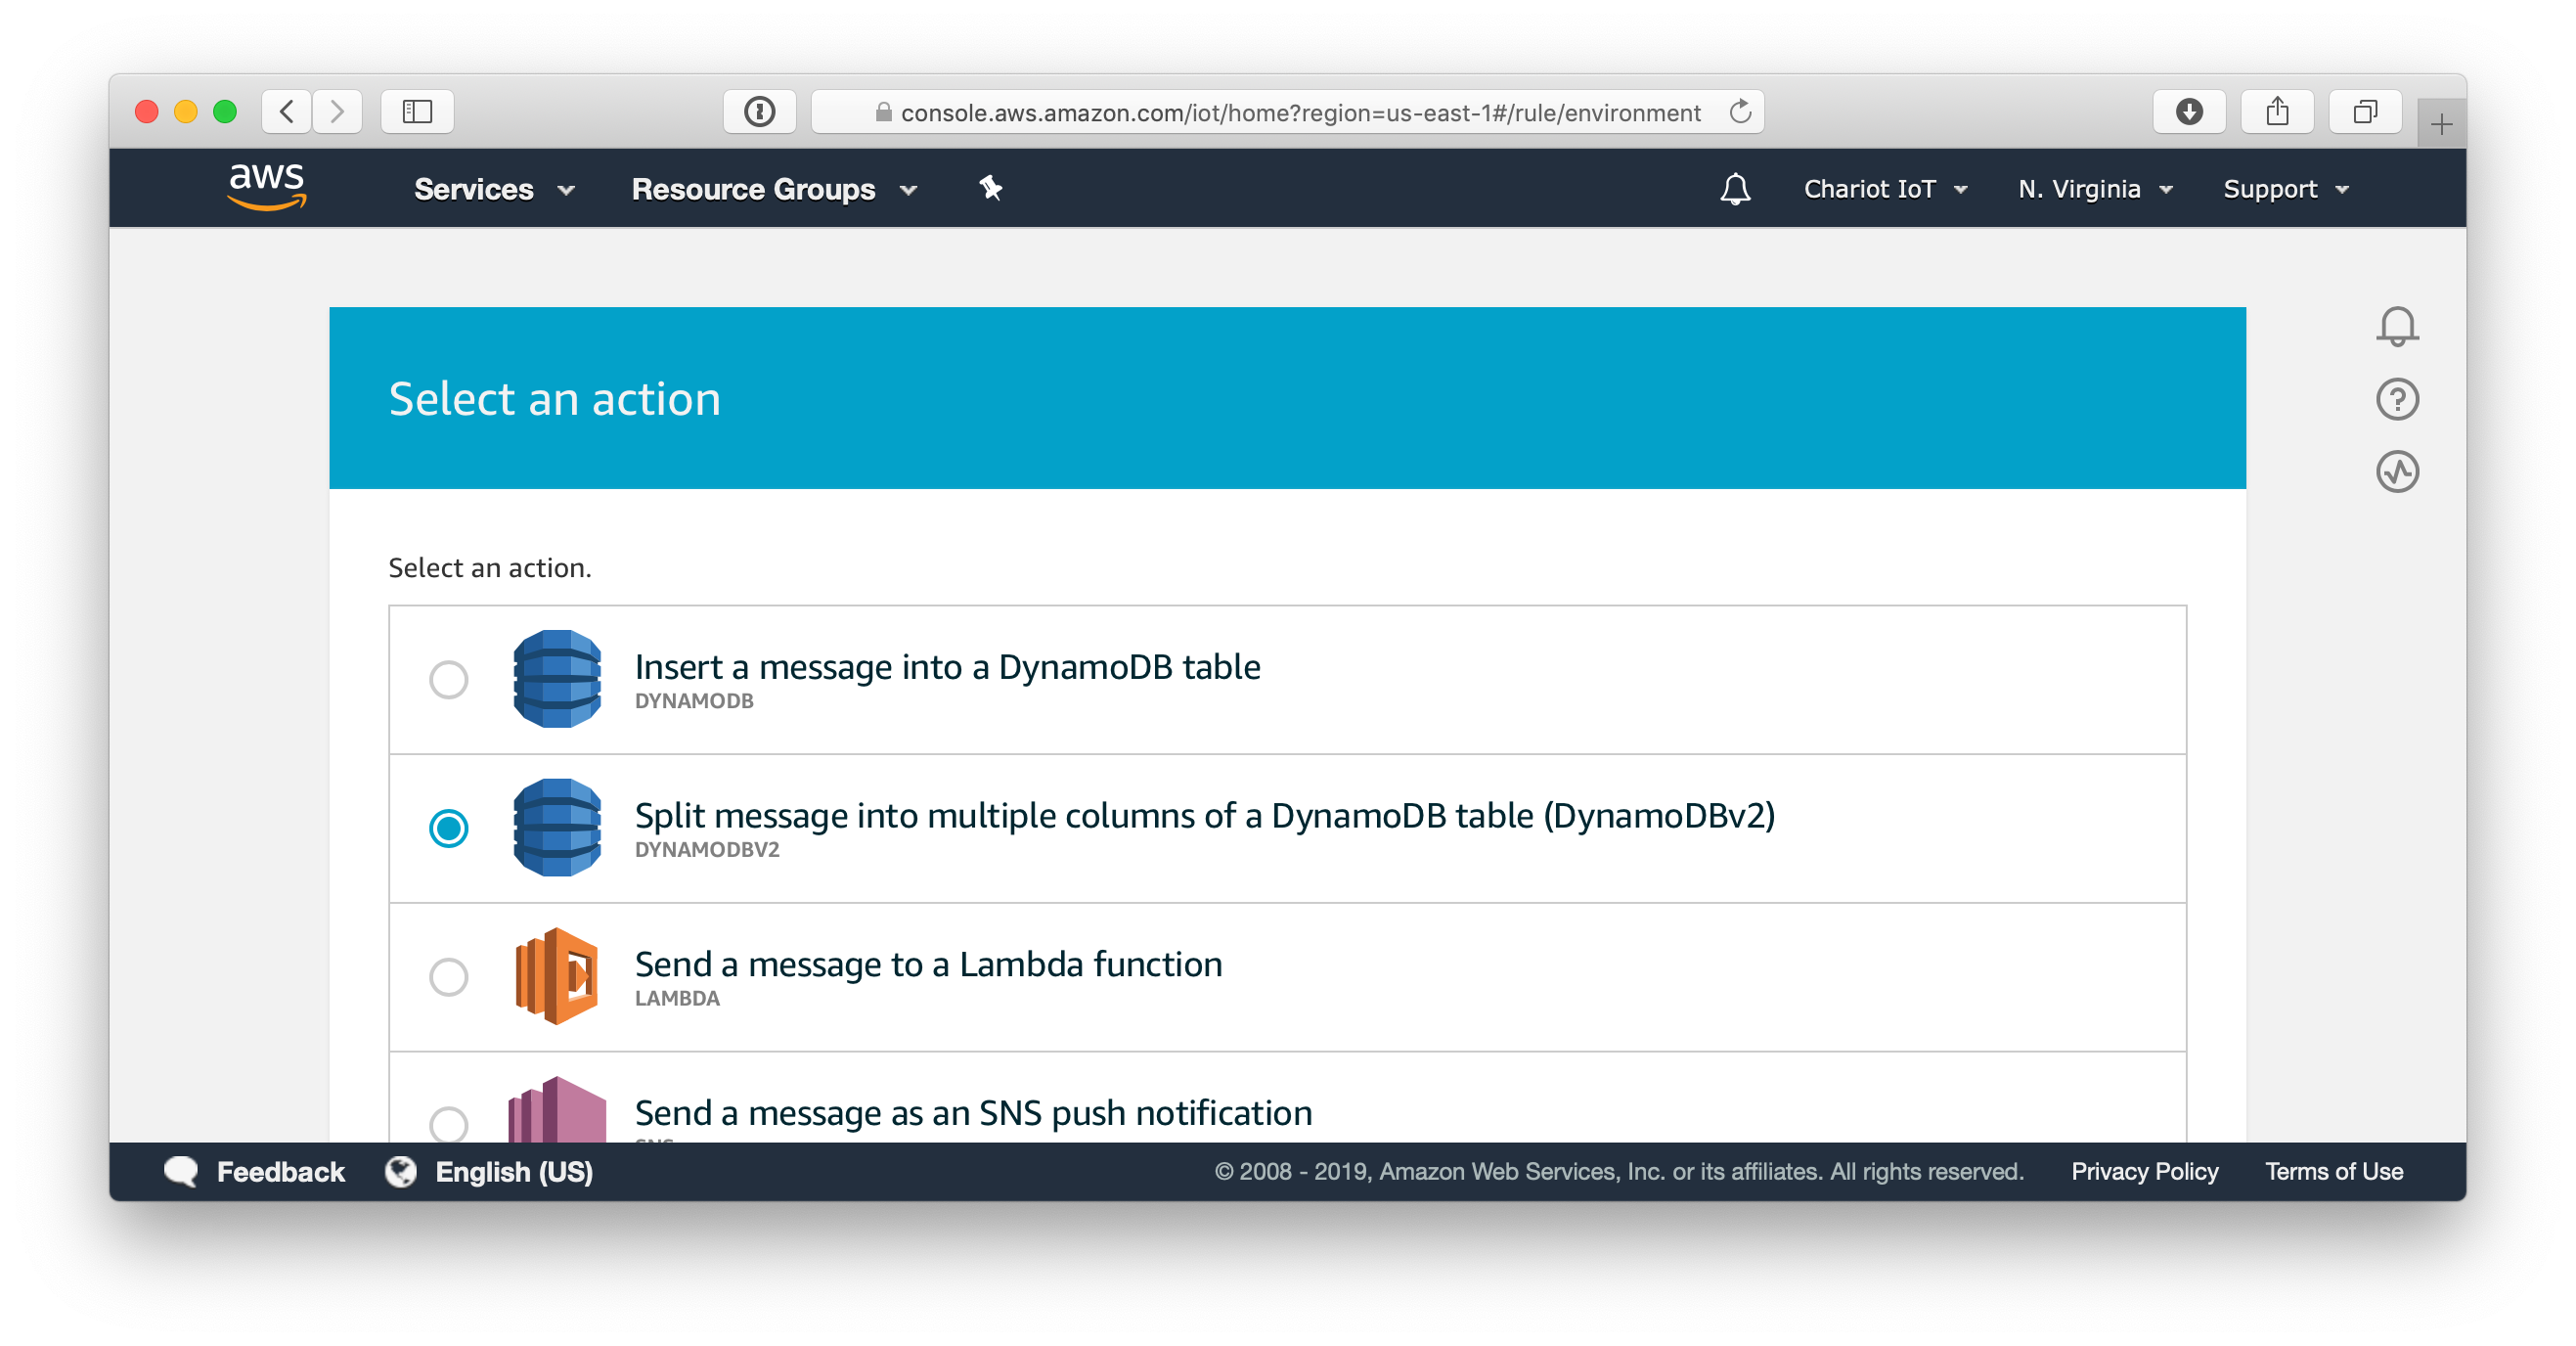 console.aws.amazon.com/iot/home?region=us-east-1#/rule/environment
aws
Services
Resource Groups
Chariot IoT
N. Virginia
Support
Select an action
Select an action.
Insert a message into a DynamoDB table
DYNAMODB
Split message into multiple columns of a DynamoDB table (DynamoDBv2)
DYNAMODBV2
Send a message to a Lambda function
LAMBDA
Send a message as an SNS push notification
Feedback
English (US)
© 2008 - 2019, Amazon Web Services, Inc. or its affiliates. All rights reserved.
Privacy Policy
Terms of Use